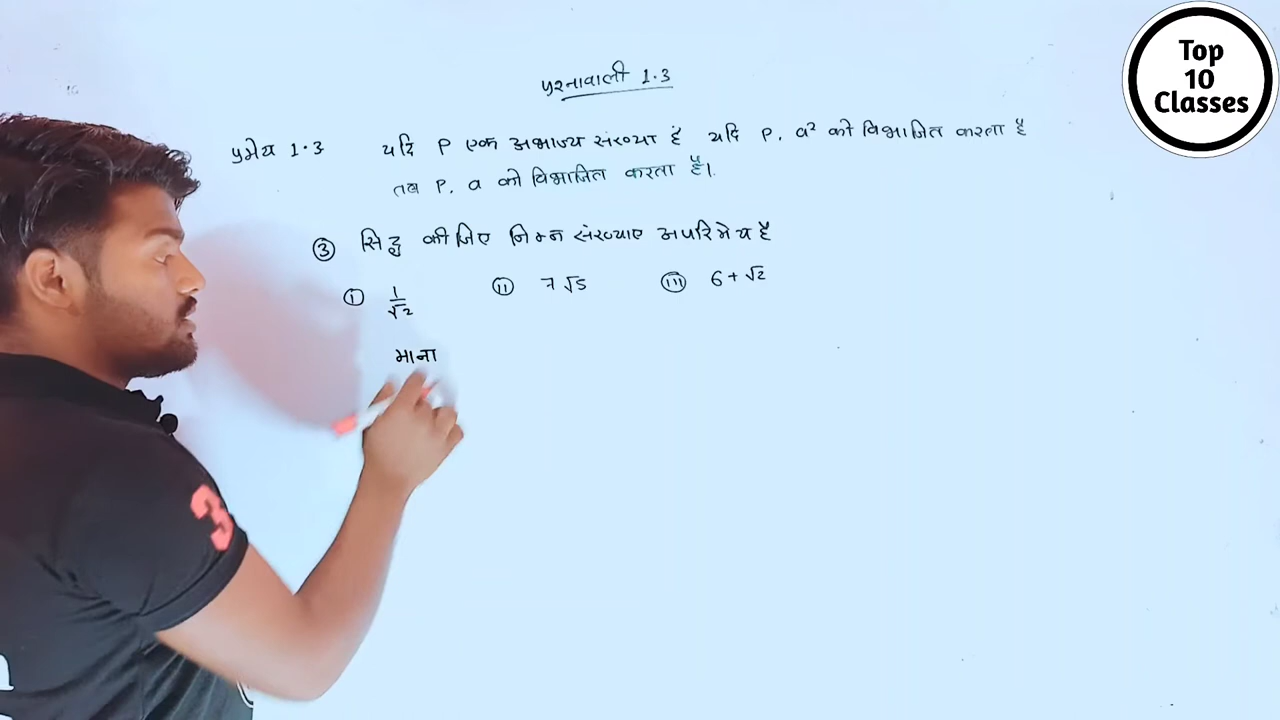 Top
10
Classes
प्रश्नावाली 1.3
प्रमेय 1.3 यदि P एक अभाज्य संख्या है यदि P, a² को विभाजित करता है
तब P, a को विभाजित करता है।
③ सिद्ध कीजिए निम्न संख्याए अपरिमेय है
ⓘ 1/√2 ⓘⓘ 7√5 ⓘⓘⓘ 6+√2
माना
3